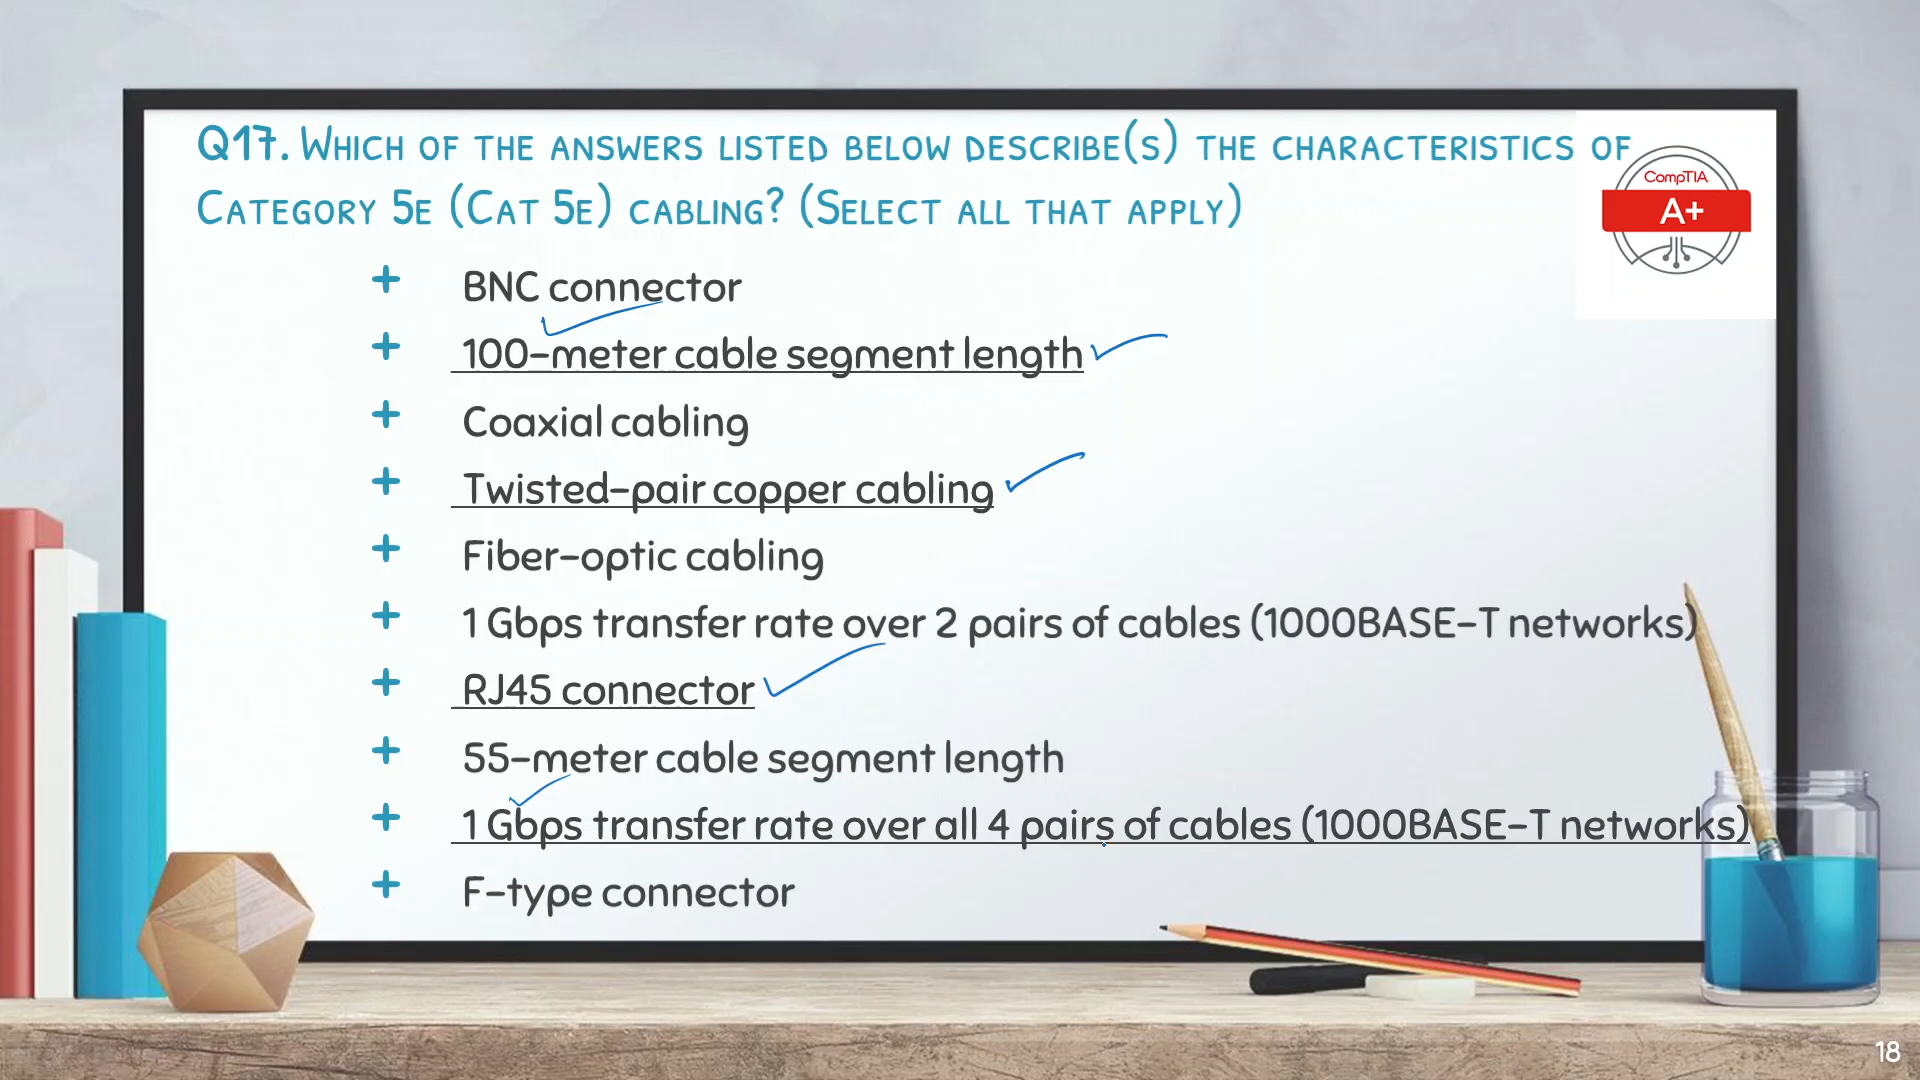 Q17. Which of the answers listed below describe(s) the characteristics of
Category 5e (Cat 5e) cabling? (Select all that apply)
CompTIA
A+
+ BNC connector
+ 100-meter cable segment length
+ Coaxial cabling
+ Twisted-pair copper cabling
+ Fiber-optic cabling
+ 1 Gbps transfer rate over 2 pairs of cables (1000BASE-T networks)
+ RJ45 connector
+ 55-meter cable segment length
+ 1 Gbps transfer rate over all 4 pairs of cables (1000BASE-T networks)
+ F-type connector
18